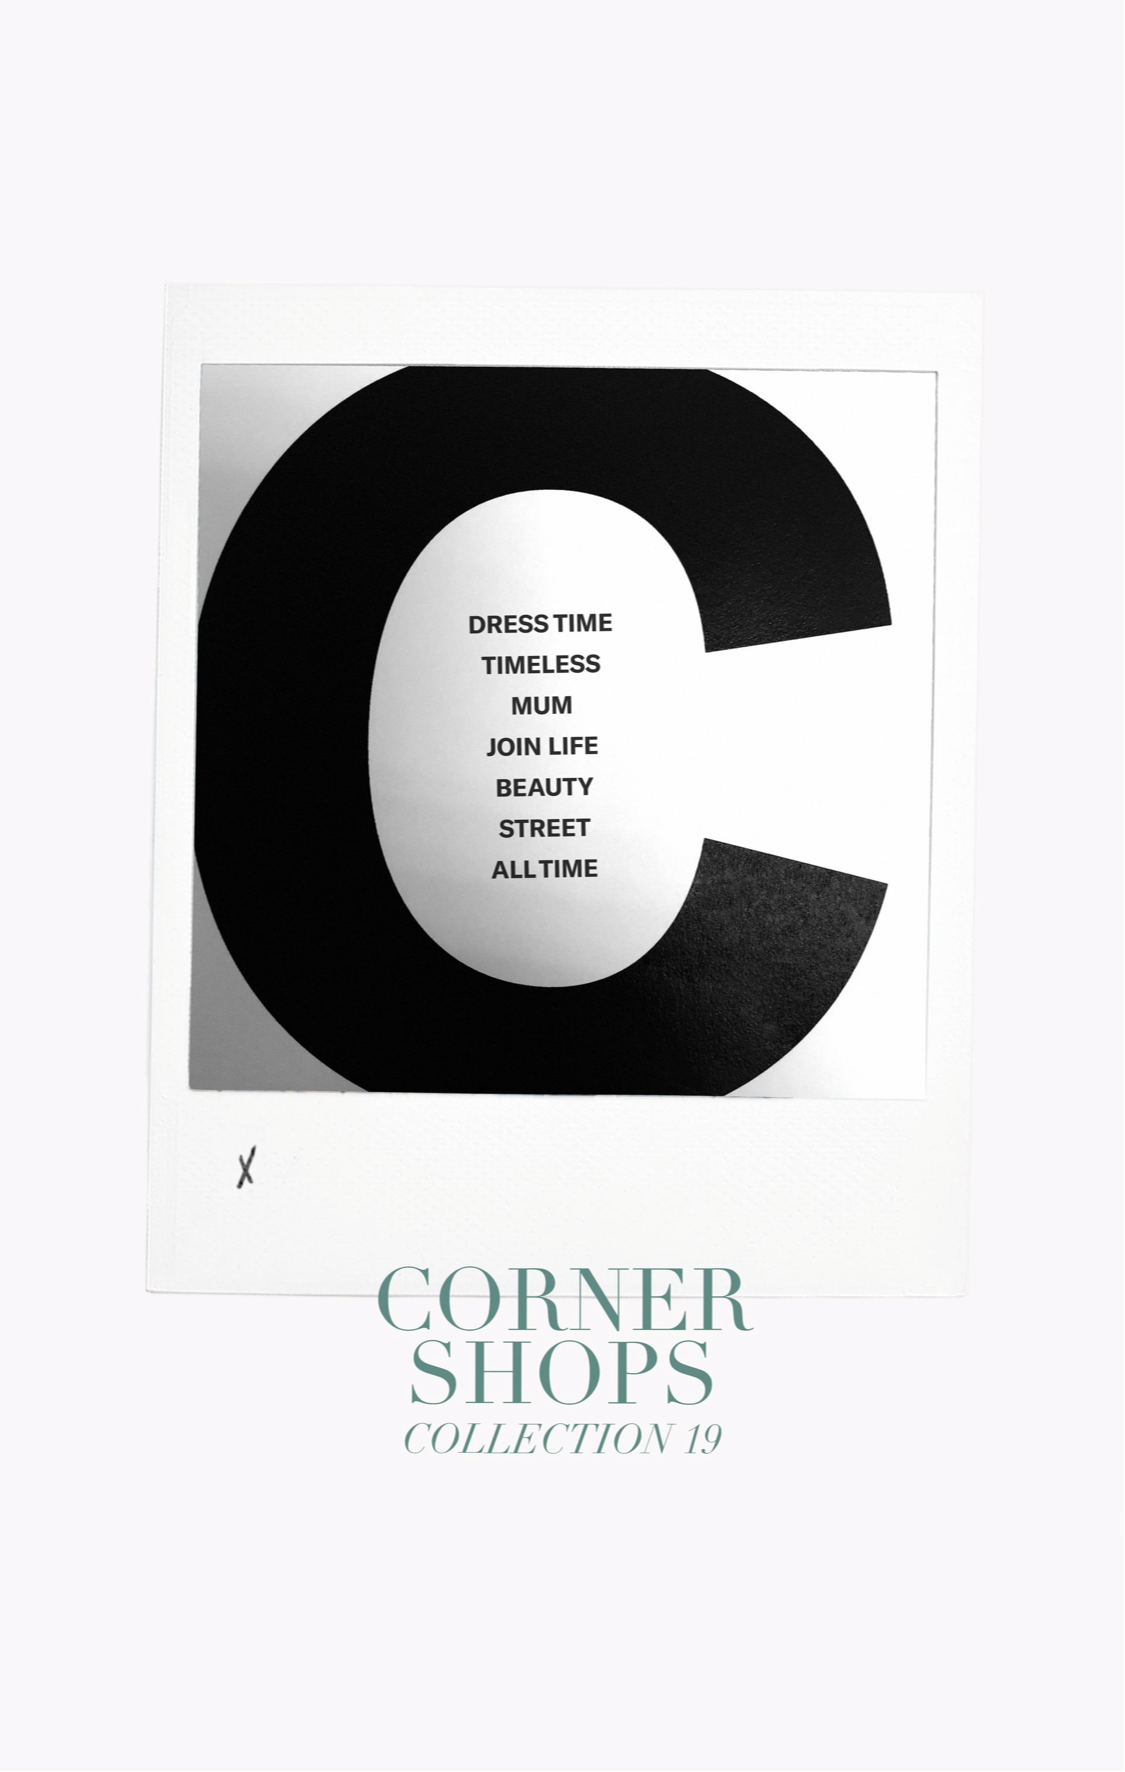 C
DRESS TIME
TIMELESS
MUM
JOIN LIFE
BEAUTY
STREET
ALL TIME
X
CORNER
SHOPS
COLLECTION 19